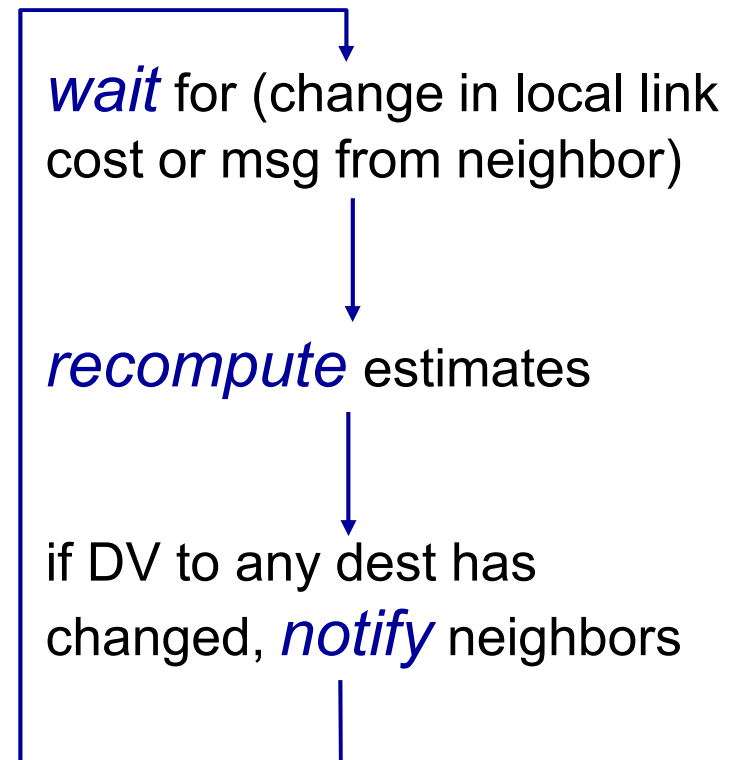 wait for (change in local link
cost or msg from neighbor)
recompute estimates
if DV to any dest has
changed, notify neighbors